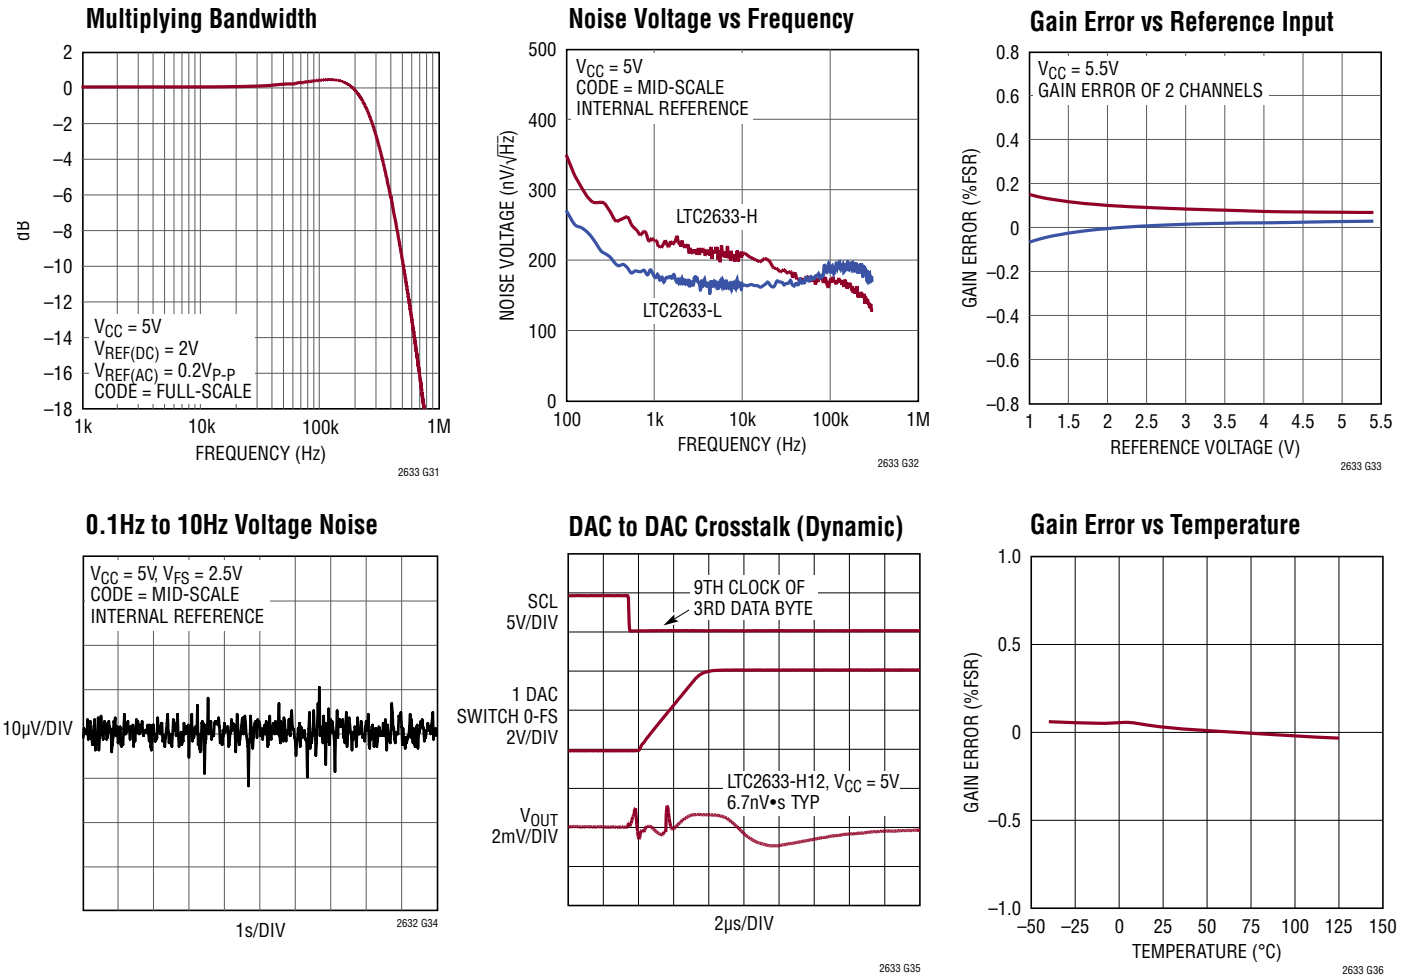 Multiplying Bandwidth
2
0
–2
–4
–6
–8
–10
–12
–14
–16
–18
dB
VCC = 5V
VREF(DC) = 2V
VREF(AC) = 0.2VP-P
CODE = FULL-SCALE
1k
10k
100k
1M
FREQUENCY (Hz)
2633 G31
Noise Voltage vs Frequency
500
400
300
200
100
0
NOISE VOLTAGE (nV/√Hz)
VCC = 5V
CODE = MID-SCALE
INTERNAL REFERENCE
LTC2633-H
LTC2633-L
100
1k
10k
100k
1M
FREQUENCY (Hz)
2633 G32
Gain Error vs Reference Input
0.8
0.6
0.4
0.2
0
–0.2
–0.4
–0.6
–0.8
GAIN ERROR (%FSR)
VCC = 5.5V
GAIN ERROR OF 2 CHANNELS
1
1.5
2
2.5
3
3.5
4
4.5
5
5.5
REFERENCE VOLTAGE (V)
2633 G33
0.1Hz to 10Hz Voltage Noise
VCC = 5V, VFS = 2.5V
CODE = MID-SCALE
INTERNAL REFERENCE
10µV/DIV
1s/DIV
2632 G34
DAC to DAC Crosstalk (Dynamic)
SCL
5V/DIV
9TH CLOCK OF
3RD DATA BYTE
1 DAC
SWITCH 0-FS
2V/DIV
LTC2633-H12, VCC = 5V
6.7nV•s TYP
VOUT
2mV/DIV
2µs/DIV
2633 G35
Gain Error vs Temperature
1.0
0.5
0
–0.5
–1.0
GAIN ERROR (%FSR)
–50
–25
0
25
50
75
100
125
150
TEMPERATURE (°C)
2633 G36